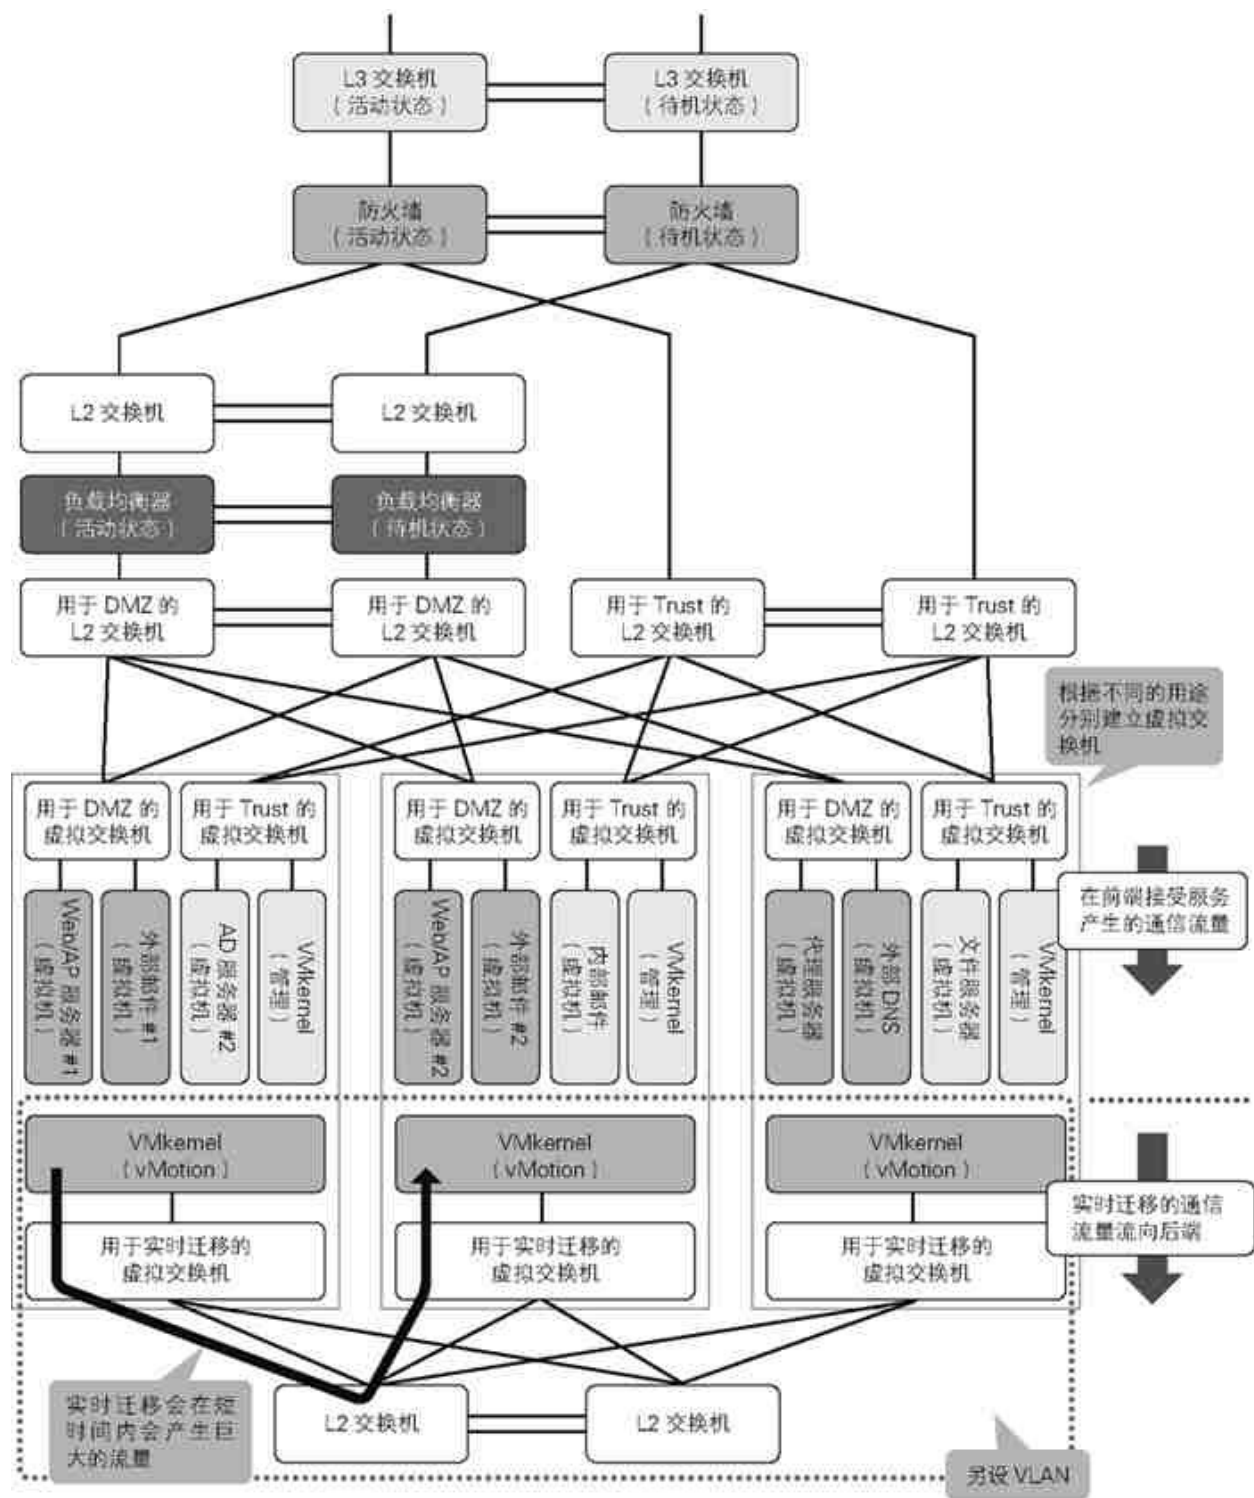 L3 交换机
（活动状态）
L3 交换机
（待机状态）
防火墙
（活动状态）
防火墙
（待机状态）
L2 交换机
L2 交换机
负载均衡器
（活动状态）
负载均衡器
（待机状态）
用于 DMZ 的
L2 交换机
用于 DMZ 的
L2 交换机
用于 Trust 的
L2 交换机
用于 Trust 的
L2 交换机
根据不同的用途
分别建立虚拟交
换机
用于 DMZ 的
虚拟交换机
用于 Trust 的
虚拟交换机
用于 DMZ 的
虚拟交换机
用于 Trust 的
虚拟交换机
用于 DMZ 的
虚拟交换机
用于 Trust 的
虚拟交换机
Web/AP 服务器 #1
（虚拟机）
外部邮件 #1
（虚拟机）
AD 服务器 #2
（虚拟机）
VMkernel
（管理）
Web/AP 服务器 #2
（虚拟机）
外部邮件 #2
（虚拟机）
内部邮件
（虚拟机）
VMkernel
（管理）
代理服务器
（虚拟机）
外部 DNS
（虚拟机）
文件服务器
（虚拟机）
VMkernel
（管理）
在前端接受服务
产生的通信流量
VMkernel
（vMotion）
VMkernel
（vMotion）
VMkernel
（vMotion）
用于实时迁移的
虚拟交换机
用于实时迁移的
虚拟交换机
用于实时迁移的
虚拟交换机
实时迁移的通信
流量流向后端
实时迁移会在短
时间内会产生巨
大的流量
L2 交换机
L2 交换机
另设 VLAN